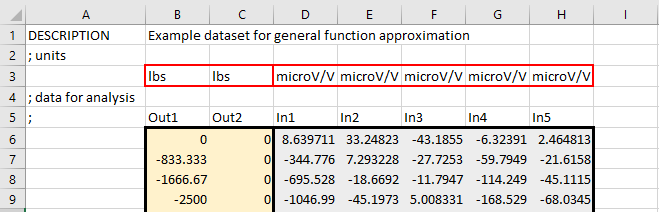 A B C D E F G H I
1 DESCRIPTION Example dataset for general function approximation
2 ; units
3 lbs lbs microV/V microV/V microV/V microV/V microV/V
4 ; data for analysis
5 ; Out1 Out2 In1 In2 In3 In4 In5
6 0 0 8.639711 33.24823 -43.1855 -6.32391 2.464813
7 -833.333 0 -344.776 7.293228 -27.7253 -59.7949 -21.6158
8 -1666.67 0 -695.528 -18.6692 -11.7947 -114.249 -45.1115
9 -2500 0 -1046.99 -45.1973 5.008331 -168.529 -68.0345